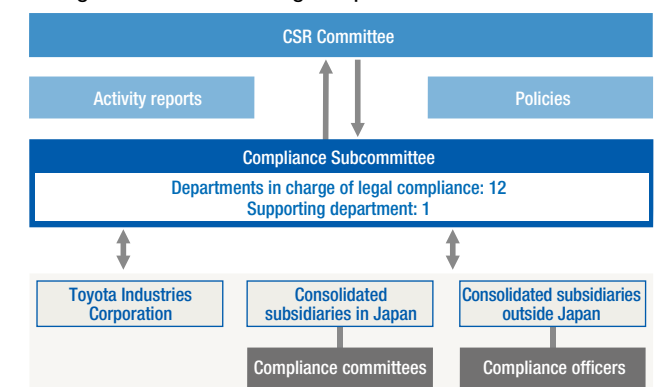 CSR Committee
Activity reports
Policies
Compliance Subcommittee
Departments in charge of legal compliance: 12
Supporting department: 1
Toyota Industries
Corporation
Consolidated
subsidiaries in Japan
Consolidated subsidiaries
outside Japan
Compliance committees
Compliance officers